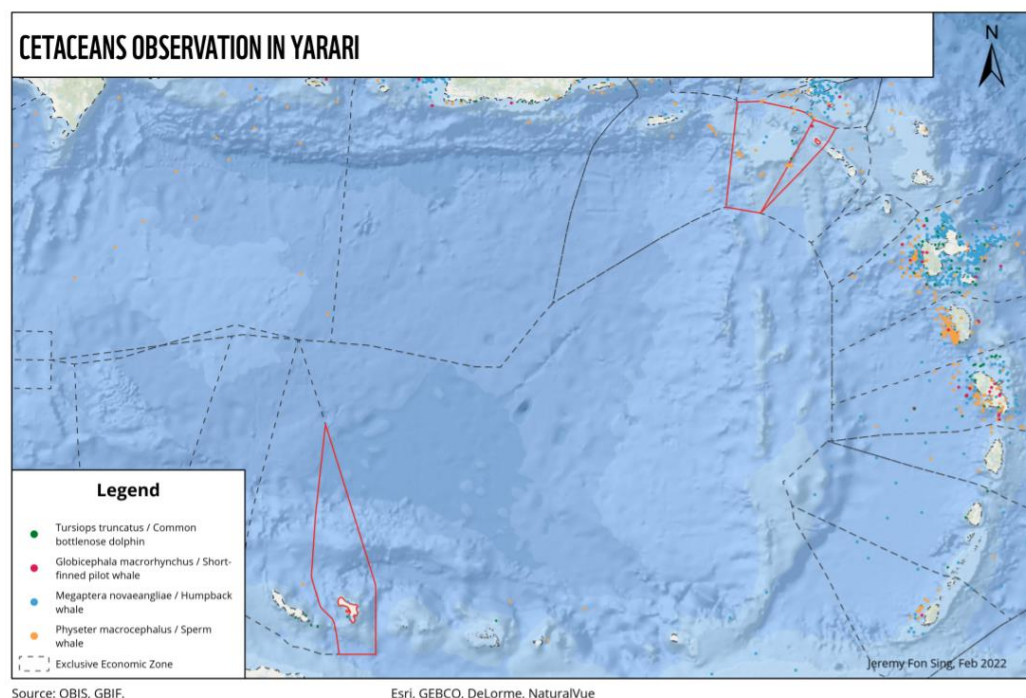 CETACEANS OBSERVATION IN YARARI
N
Legend
Tursiops truncatus / Common
bottlenose dolphin
Globicephala macrorhynchus / Short-
finned pilot whale
Megaptera novaeangliae / Humpback
whale
Physeter macrocephalus / Sperm
whale
Exclusive Economic Zone
Jeremy Fon Sing, Feb 2022
Source: OBIS, GBIF,
Esri, GEBCO, DeLorme, NaturalVue